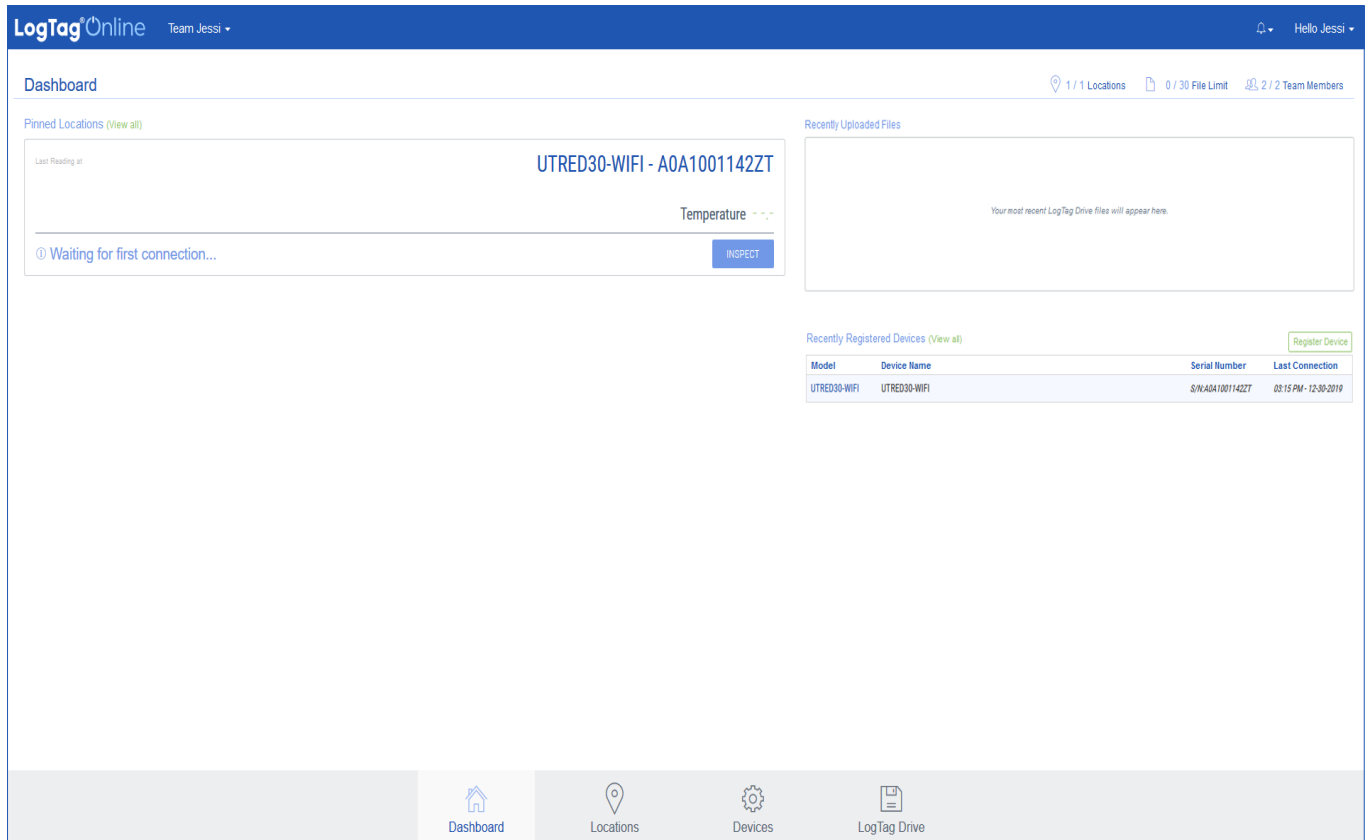 LogTag® Online Team Jessi Hello Jessi
Dashboard
1 / 1 Locations 0 / 30 File Limit 2 / 2 Team Members
Pinned Locations (View all)
Last Reading at
UTRED30-WIFI - A0A1001142ZT
Temperature --.-
Waiting for first connection...
INSPECT
Recently Uploaded Files
Your most recent LogTag Drive files will appear here.
Recently Registered Devices (View all)
Register Device
Model Device Name Serial Number Last Connection
UTRED30-WIFI UTRED30-WIFI S/N:A0A1001142ZT 03:15 PM - 12-30-2019
Dashboard Locations Devices LogTag Drive